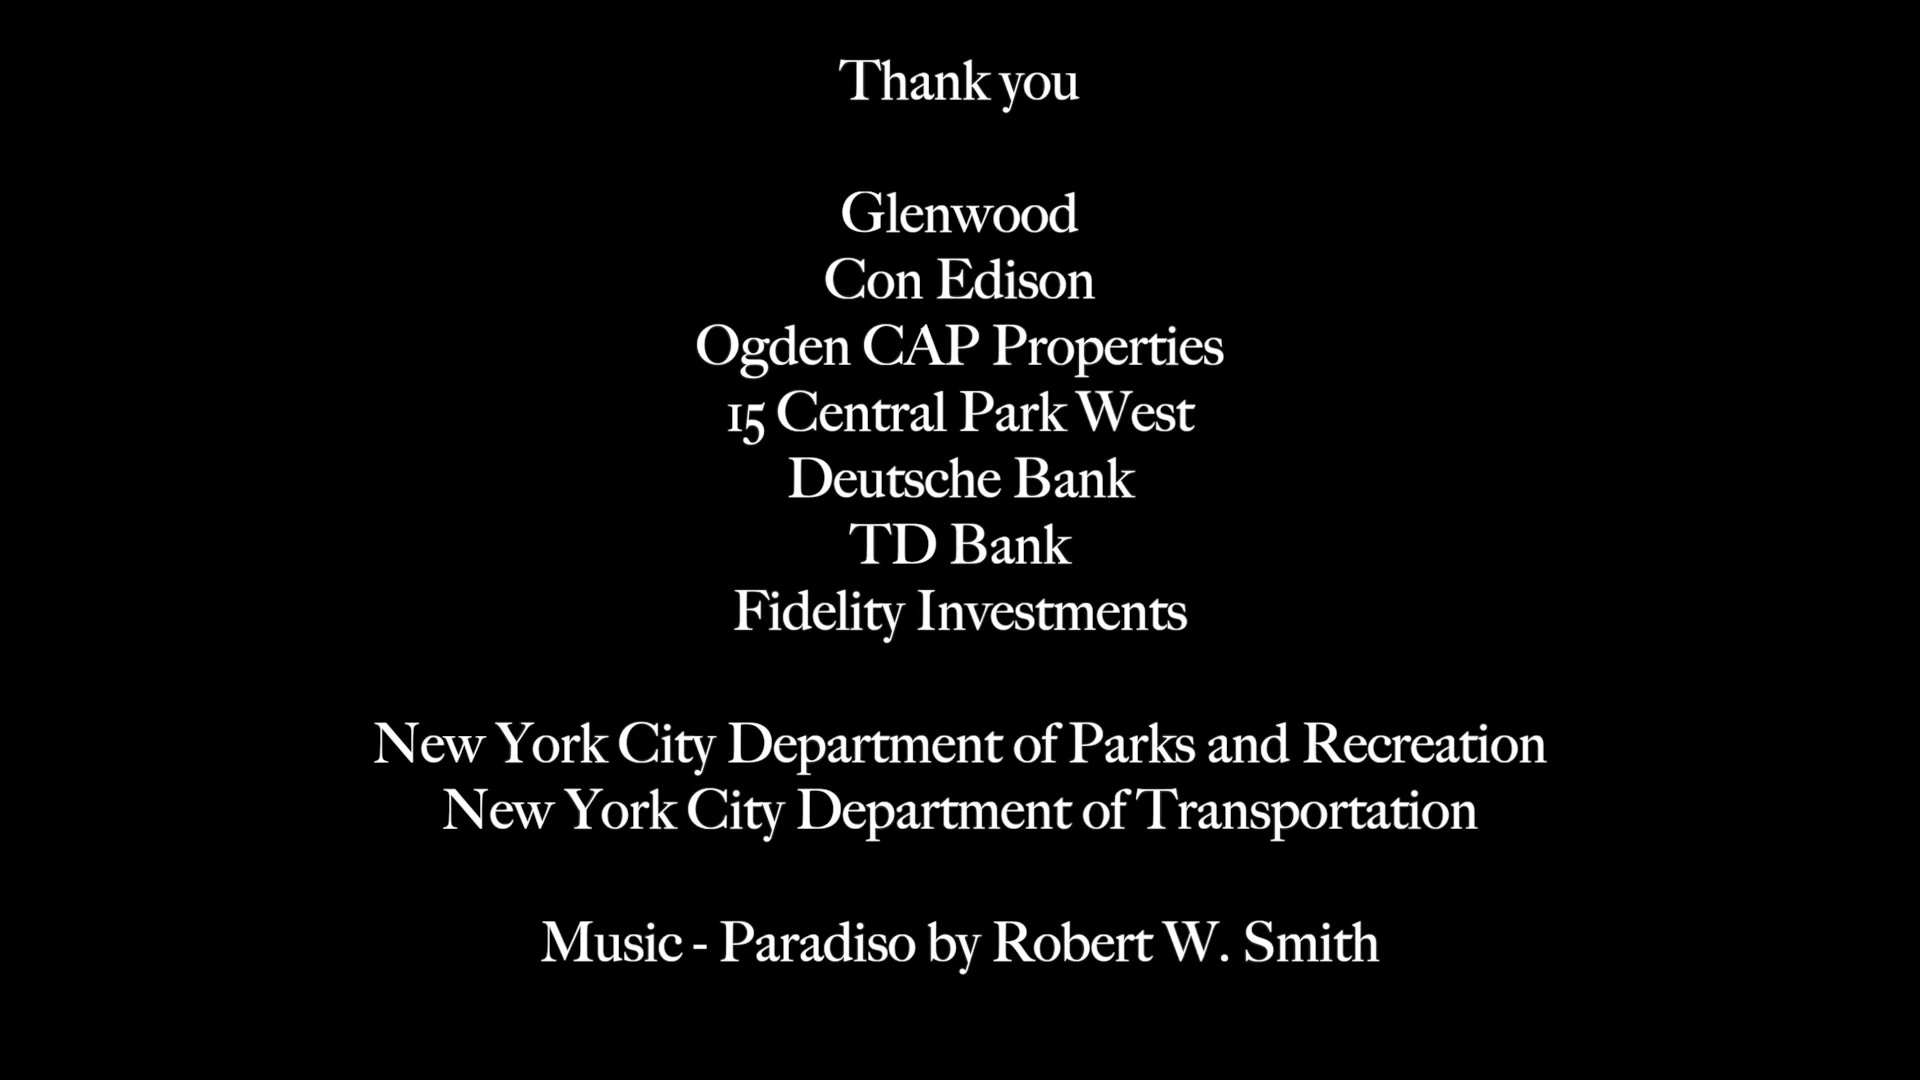 Thank you
Glenwood
Con Edison
Ogden CAP Properties
15 Central Park West
Deutsche Bank
TD Bank
Fidelity Investments
New York City Department of Parks and Recreation
New York City Department of Transportation
Music - Paradiso by Robert W. Smith